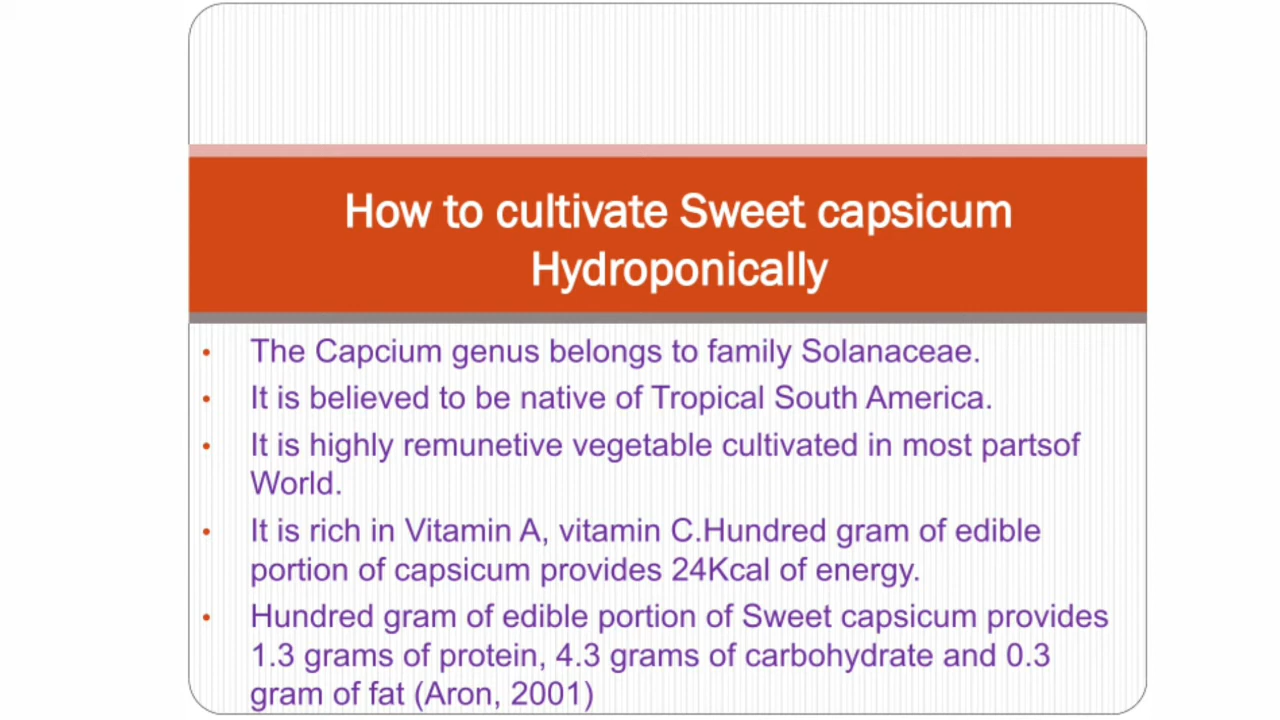 How to cultivate Sweet capsicum
Hydroponically
• The Capcium genus belongs to family Solanaceae.
• It is believed to be native of Tropical South America.
• It is highly remunetive vegetable cultivated in most partsof
World.
• It is rich in Vitamin A, vitamin C.Hundred gram of edible
portion of capsicum provides 24Kcal of energy.
• Hundred gram of edible portion of Sweet capsicum provides
1.3 grams of protein, 4.3 grams of carbohydrate and 0.3
gram of fat (Aron, 2001)